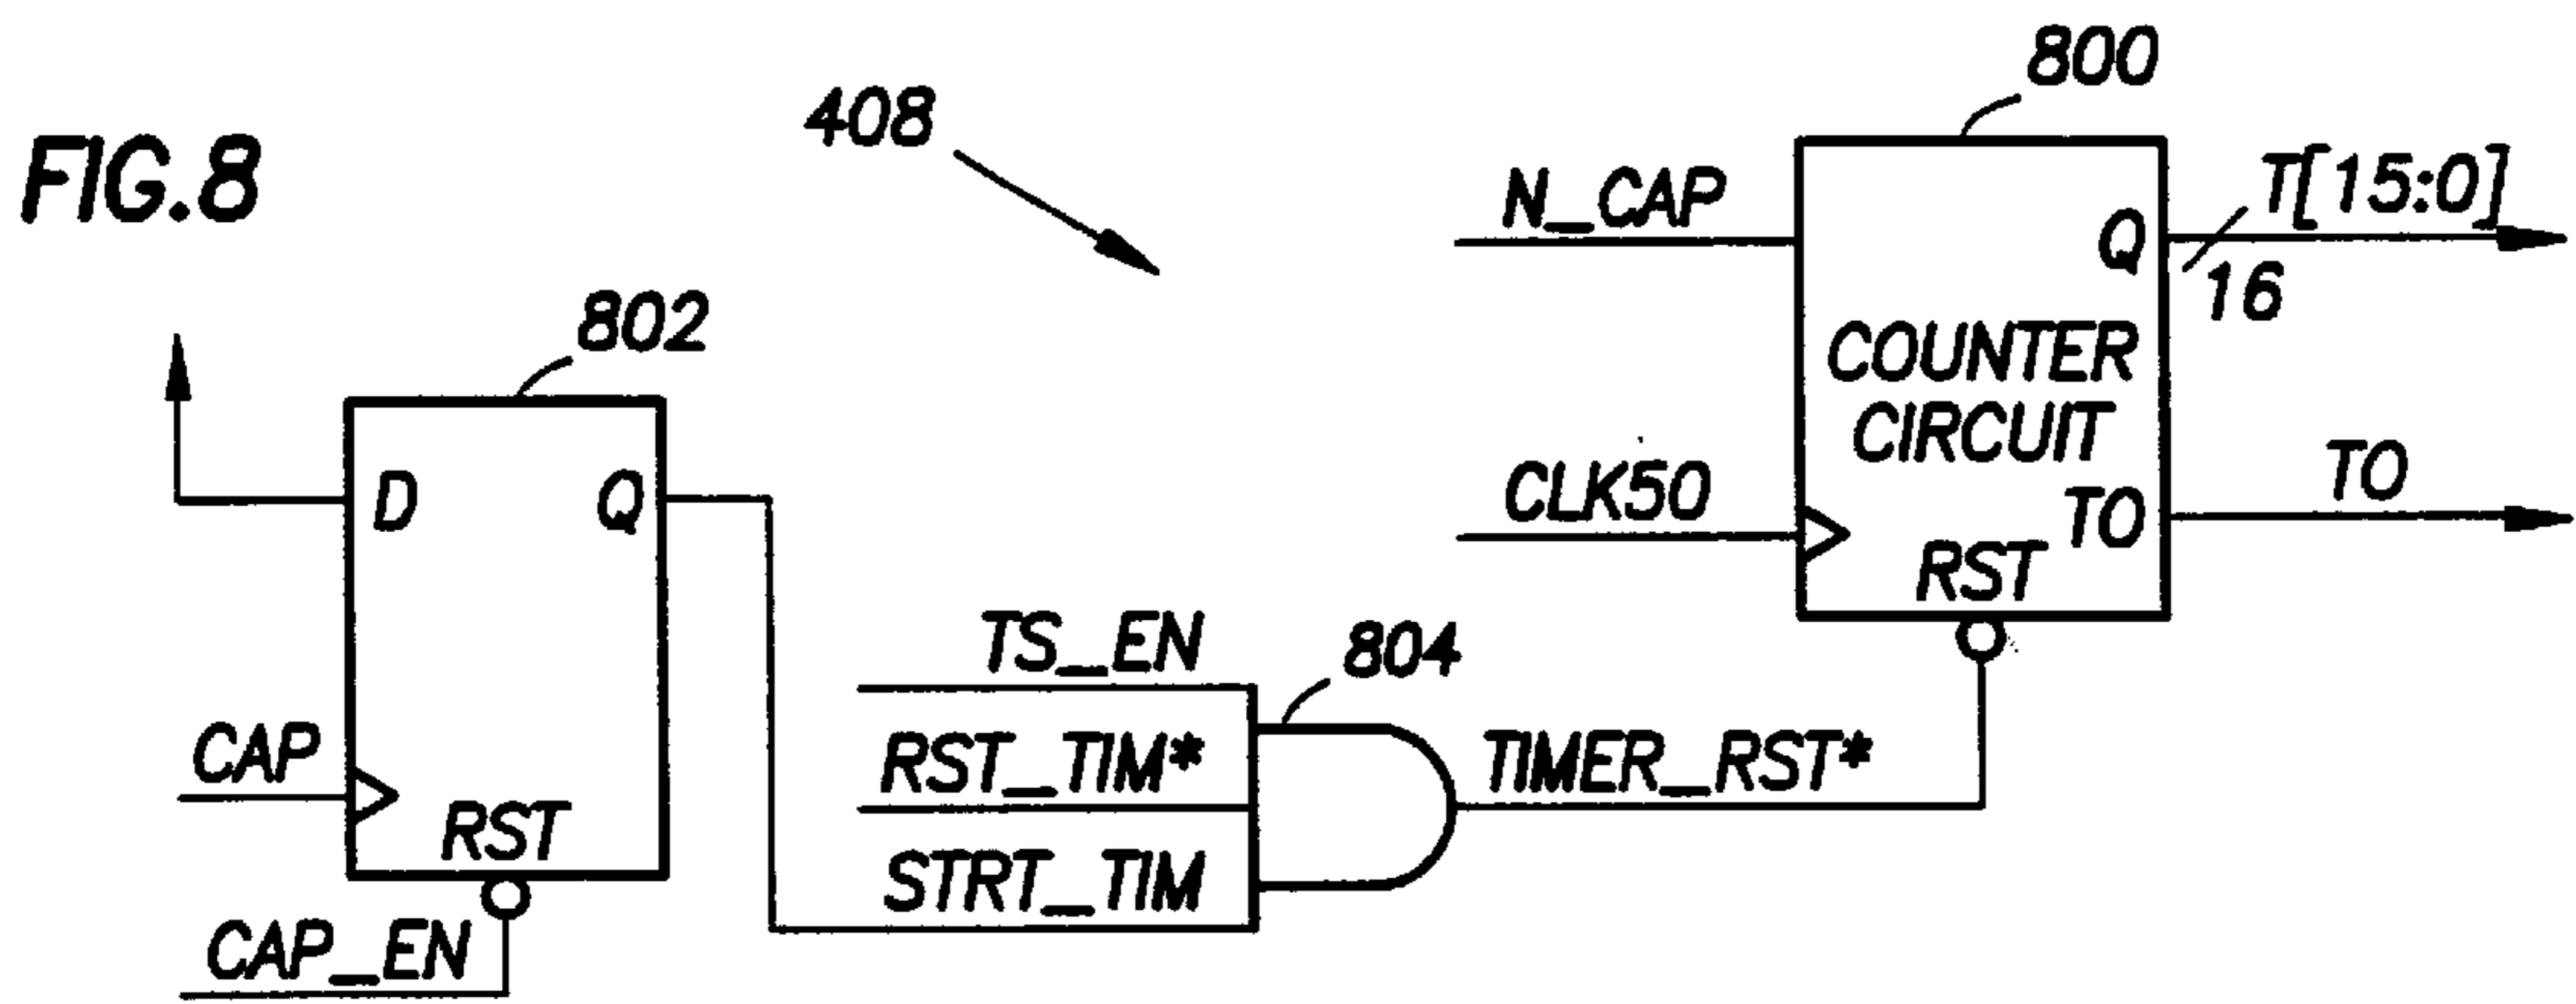 FIG.8
408
800
N_CAP
Q
T[15:0]
16
COUNTER
CIRCUIT
CLK50
TO
TO
RST
802
D
Q
CAP
RST
CAP_EN
TS_EN
804
RST_TIM*
TIMER_RST*
STRT_TIM